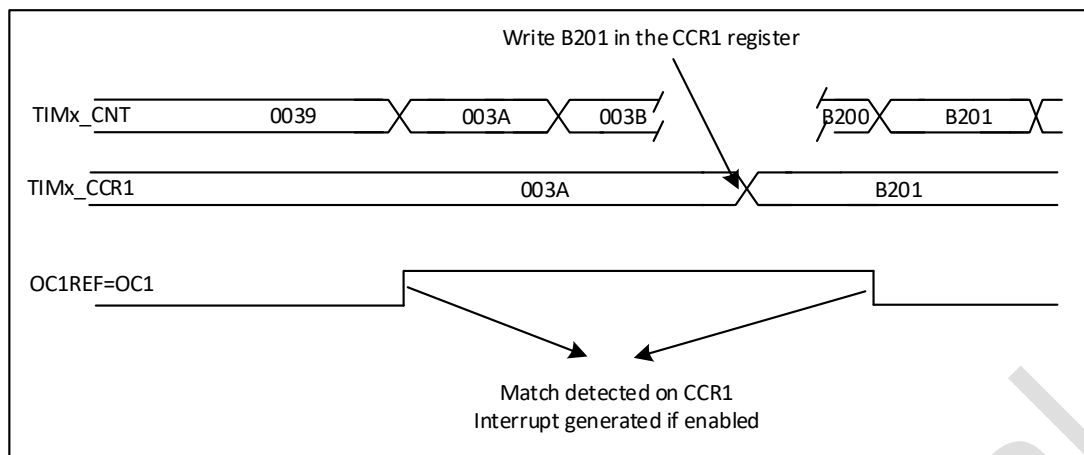 Write B201 in the CCR1 register
TIMx_CNT 0039 003A 003B B200 B201
TIMx_CCR1 003A B201
OC1REF=OC1
Match detected on CCR1
Interrupt generated if enabled